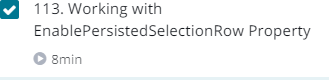 113. Working with
EnablePersistedSelectionRow Property
8min